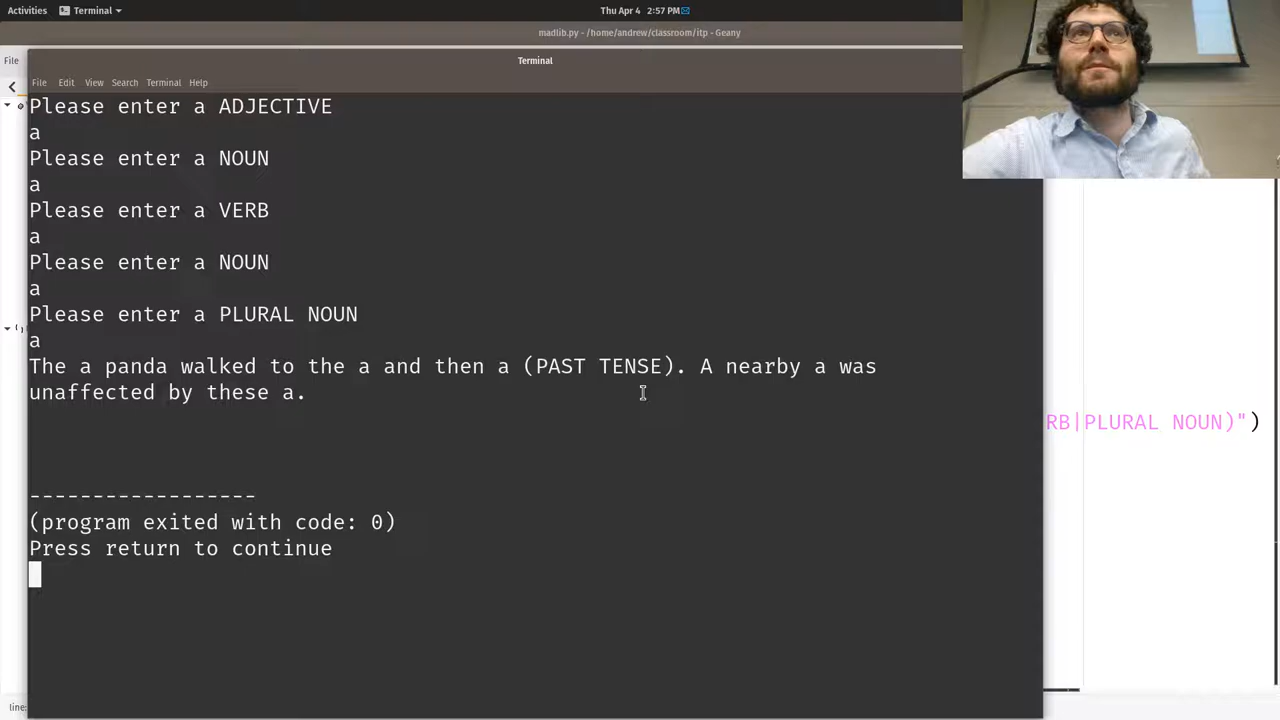 Activities Terminal Thu Apr 4 2:57 PM
madlib.py - /home/andrew/classroom/itp - Geany
File
Terminal
File Edit View Search Terminal Help
Please enter a ADJECTIVE
a
Please enter a NOUN
a
Please enter a VERB
a
Please enter a NOUN
a
Please enter a PLURAL NOUN
a
The a panda walked to the a and then a (PAST TENSE). A nearby a was
unaffected by these a.
RB|PLURAL NOUN)")
------------------
(program exited with code: 0)
Press return to continue
line: